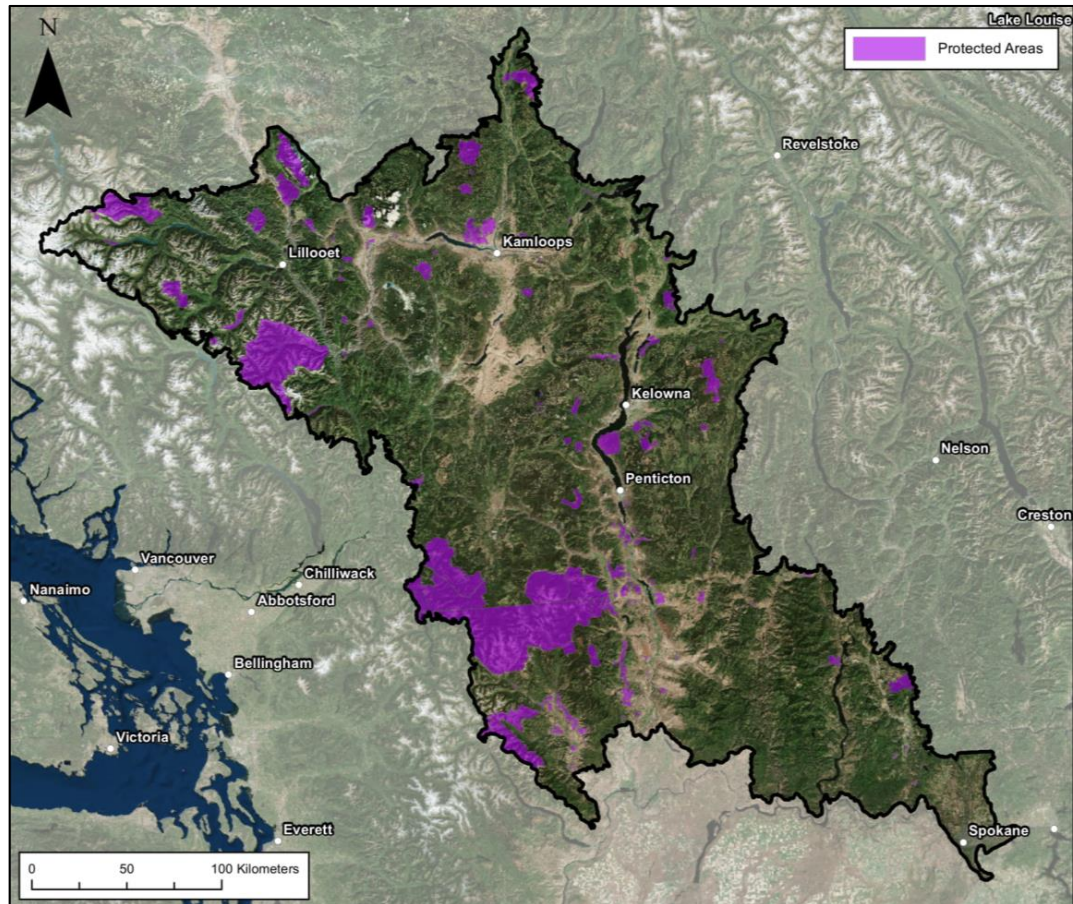 N
Lake Louise
Protected Areas
Revelstoke
Kamloops
Lillooet
Kelowna
Nelson
Penticton
Creston
Vancouver
Chilliwack
Nanaimo
Abbotsford
Bellingham
Victoria
Everett
Spokane
0 50 100 Kilometers